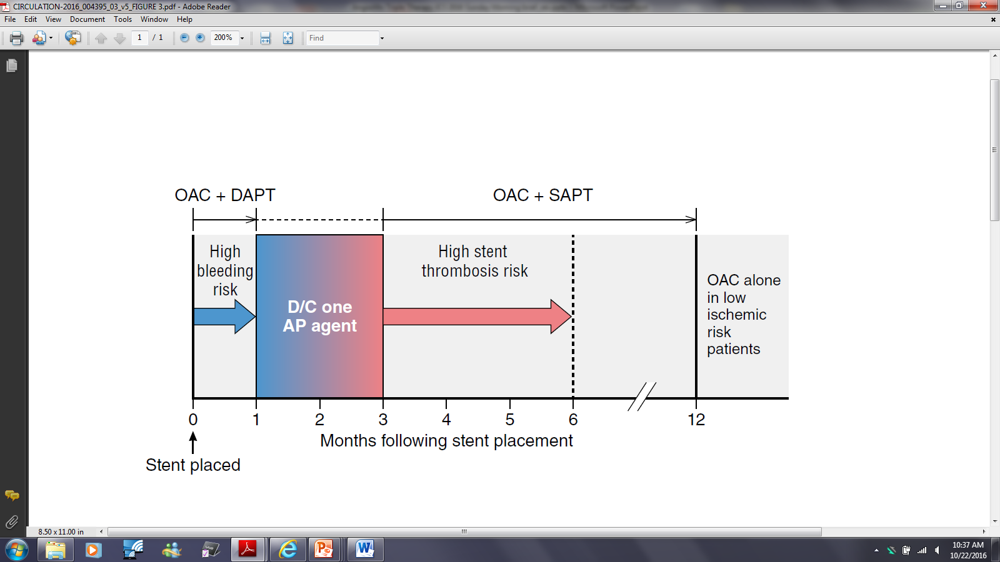 CIRCULATION-2016_004395_03_v5_FIGURE 3.pdf - Adobe Reader
File Edit View Document Tools Window Help
1 / 1 200% Find
OAC + DAPT
OAC + SAPT
High
bleeding
risk
D/C one
AP agent
High stent
thrombosis risk
OAC alone
in low
ischemic
risk
patients
0 1 2 3 4 5 6 12
Months following stent placement
Stent placed
8.50 x 11.00 in
10:37 AM
10/22/2016